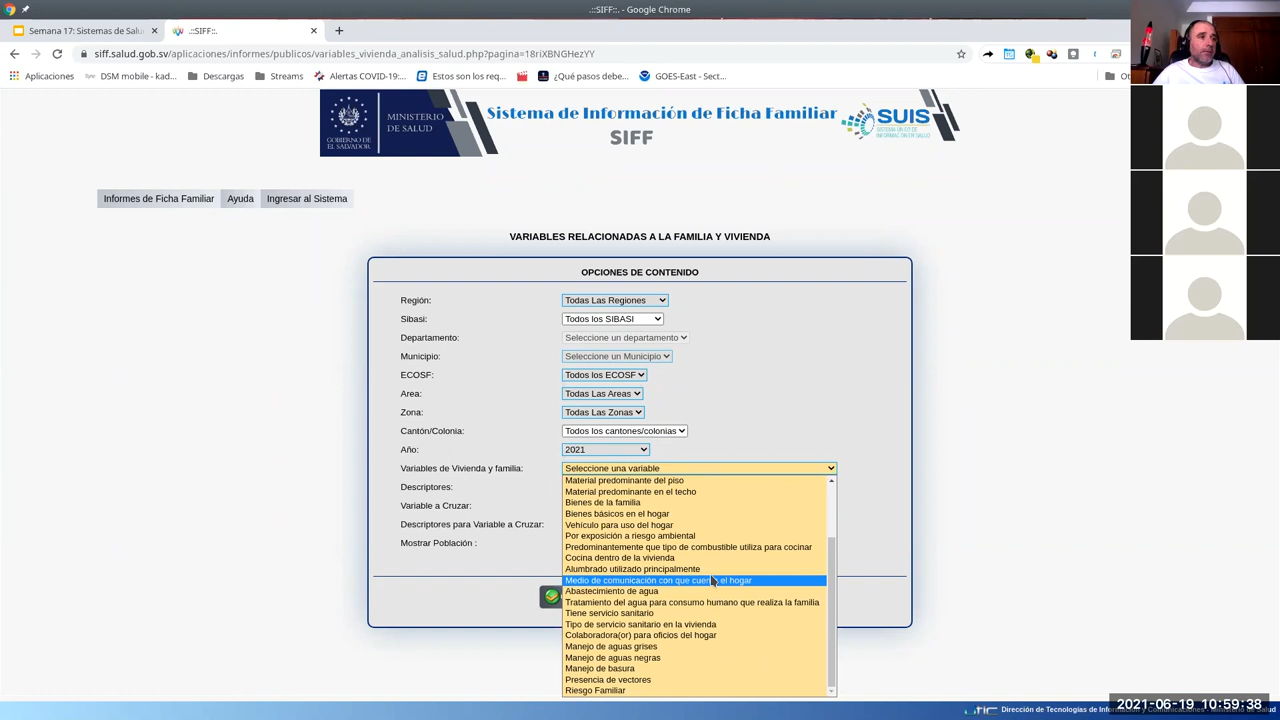 .::SIFF::. - Google Chrome
Semana 17: Sistemas de Salu
.::SIFF::.
siff.salud.gob.sv/aplicaciones/informes/publicos/variables_vivienda_analisis_salud.php?pagina=18riXBNGHezYY
Aplicaciones
DSM mobile - kad...
Descargas
Streams
Alertas COVID-19:...
Estos son los req...
¿Qué pasos debe...
GOES-East - Sect...
Ot
GOBIERNO DE
EL SALVADOR
MINISTERIO
DE SALUD
Sistema de Información de Ficha Familiar
SIFF
SUIS
Informes de Ficha Familiar
Ayuda
Ingresar al Sistema
VARIABLES RELACIONADAS A LA FAMILIA Y VIVIENDA
OPCIONES DE CONTENIDO
Región: Todas Las Regiones
Sibasi: Todos los SIBASI
Departamento: Seleccione un departamento
Municipio: Seleccione un Municipio
ECOSF: Todos los ECOSF
Area: Todas Las Areas
Zona: Todas Las Zonas
Cantón/Colonia: Todos los cantones/colonias
Año: 2021
Variables de Vivienda y familia: Seleccione una variable
Descriptores:
Variable a Cruzar:
Descriptores para Variable a Cruzar:
Mostrar Población :
Material predominante del piso
Material predominante en el techo
Bienes de la familia
Bienes básicos en el hogar
Vehículo para uso del hogar
Por exposición a riesgo ambiental
Predominantemente que tipo de combustible utiliza para cocinar
Cocina dentro de la vivienda
Alumbrado utilizado principalmente
Medio de comunicación con que cuenta el hogar
Abastecimiento de agua
Tratamiento del agua para consumo humano que realiza la familia
Tiene servicio sanitario
Tipo de servicio sanitario en la vivienda
Colaboradora(or) para oficios del hogar
Manejo de aguas grises
Manejo de aguas negras
Manejo de basura
Presencia de vectores
Riesgo Familiar
2021-06-19 10:59:38
Dirección de Tecnologías de